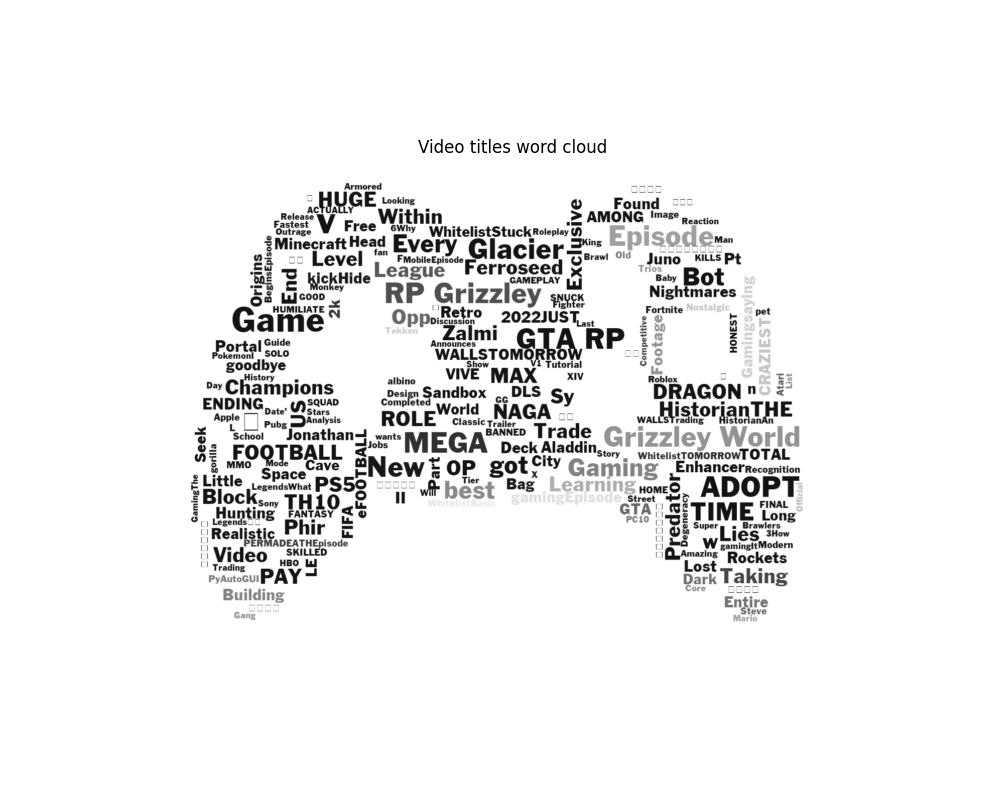 Video titles word cloud
Armored
HUGE
Looking
Found
ACTUALLY
Release
V
Free
Within
AMONG
Image
Reaction
Fastest
Outrage
6Why
WhitelistStuck
Roleplay
Exclusive
Episode
Man
Minecraft
Head
Every
Glacier
King
Origins
BeginsEpisode
Level
fan
FMobileEpisode
Brawl
Old
Juno
KILLS
Pt
End
kickHide
League
Ferroseed
Trios
Baby
Bot
Monkey
GAMEPLAY
Nightmares
GOOD
2k
RP Grizzley
SNUCK
Fighter
HUMILIATE
Game
Opp
Retro
Discussion
2022JUST
Last
Fortnite
Nostalgic
pet
Gamingsaying
Tekken
Zalmi
GTA RP
Competitive
Footage
HONEST
CRAZIEST
Portal
Guide
Announces
Pokemonl
SOLO
WALLSTOMORROW
goodbye
Show
V1
Tutorial
History
VIVE
MAX
XIV
Roblox
Atari
List
Day
Champions
albino
Design
Sandbox
DLS
Sy
DRAGON
n
ENDING
US
SQUAD
Completed
GG
Date'
Stars
World
NAGA
HistorianTHE
Apple
Pubg
Analysis
ROLE
Classic
Trailer
WALLSTrading
HistorianAn
L
School
Jonathan
wants
BANNED
Trade
Grizzley World
Seek
gorilla
FOOTBALL
eFOOTBALL
Jobs
MEGA
Deck
Aladdin
Story
WhitelistTOMORROW
TOTAL
MMO
Mode
Cave
New
Part
OP
got
City
Gaming
Enhancer
Recognition
Space
X
Little
LegendsWhat
PS5
Tier
Bag
Learning
HOME
ADOPT
Official
GamingThe
Block
Sony
TH10
Will
II
best
gamingEpisode
WhitelistBasic
Street
Predator
Degeneracy
TIME
FINAL
Hunting
FANTASY
FIFA
GTA
PC10
Long
Legends
Phir
Super
Brawlers
Realistic
Lies
3How
PERMADEATHEpisode
W
gamingIt
Modern
Video
SKILLED
Amazing
Rockets
HBO
LE
Trading
Lost
PyAutoGUI
PAY
Dark
Taking
Core
Building
Entire
Steve
Gang
Mario